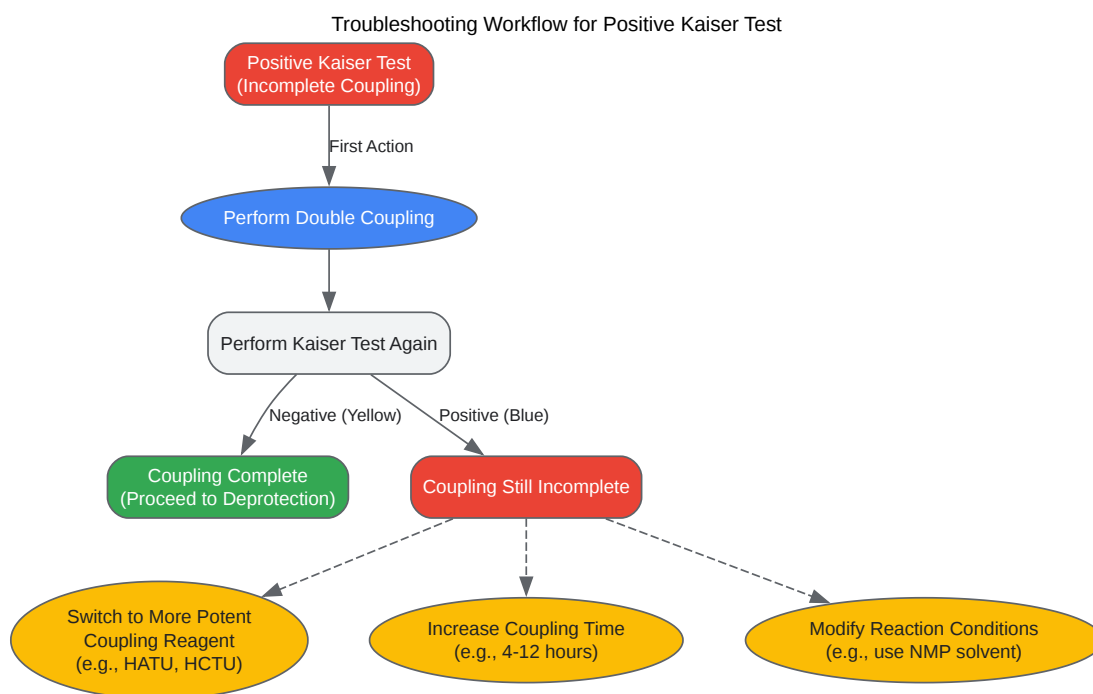 Troubleshooting Workflow for Positive Kaiser Test
Positive Kaiser Test
(Incomplete Coupling)
First Action
Perform Double Coupling
Perform Kaiser Test Again
Negative (Yellow)
Positive (Blue)
Coupling Complete
(Proceed to Deprotection)
Coupling Still Incomplete
Switch to More Potent
Coupling Reagent
(e.g., HATU, HCTU)
Increase Coupling Time
(e.g., 4-12 hours)
Modify Reaction Conditions
(e.g., use NMP solvent)